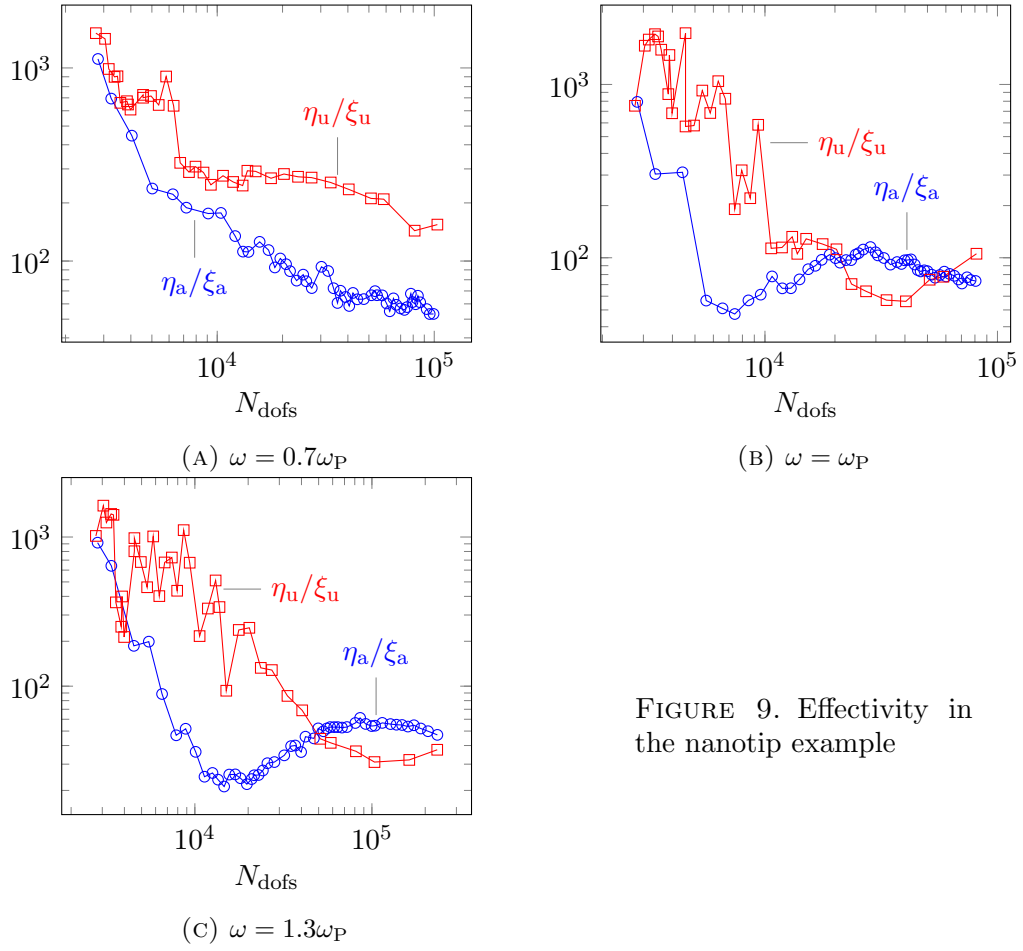 10^3
10^2
η_u/ξ_u
η_a/ξ_a
10^4
10^5
N_dofs
(A) ω = 0.7ω_P
10^3
10^2
η_u/ξ_u
η_a/ξ_a
10^4
10^5
N_dofs
(B) ω = ω_P
10^3
10^2
η_u/ξ_u
η_a/ξ_a
10^4
10^5
N_dofs
(C) ω = 1.3ω_P
FIGURE 9. Effectivity in
the nanotip example